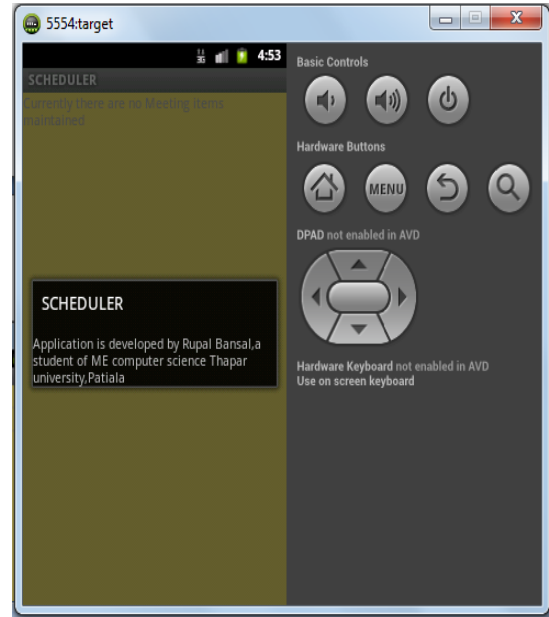 5554:target
3G
4:53
SCHEDULER
Currently there are no Meeting items
maintained
SCHEDULER
Application is developed by Rupal Bansal,a
student of ME computer science Thapar
university,Patiala
Basic Controls
Hardware Buttons
MENU
DPAD not enabled in AVD
Hardware Keyboard not enabled in AVD
Use on screen keyboard